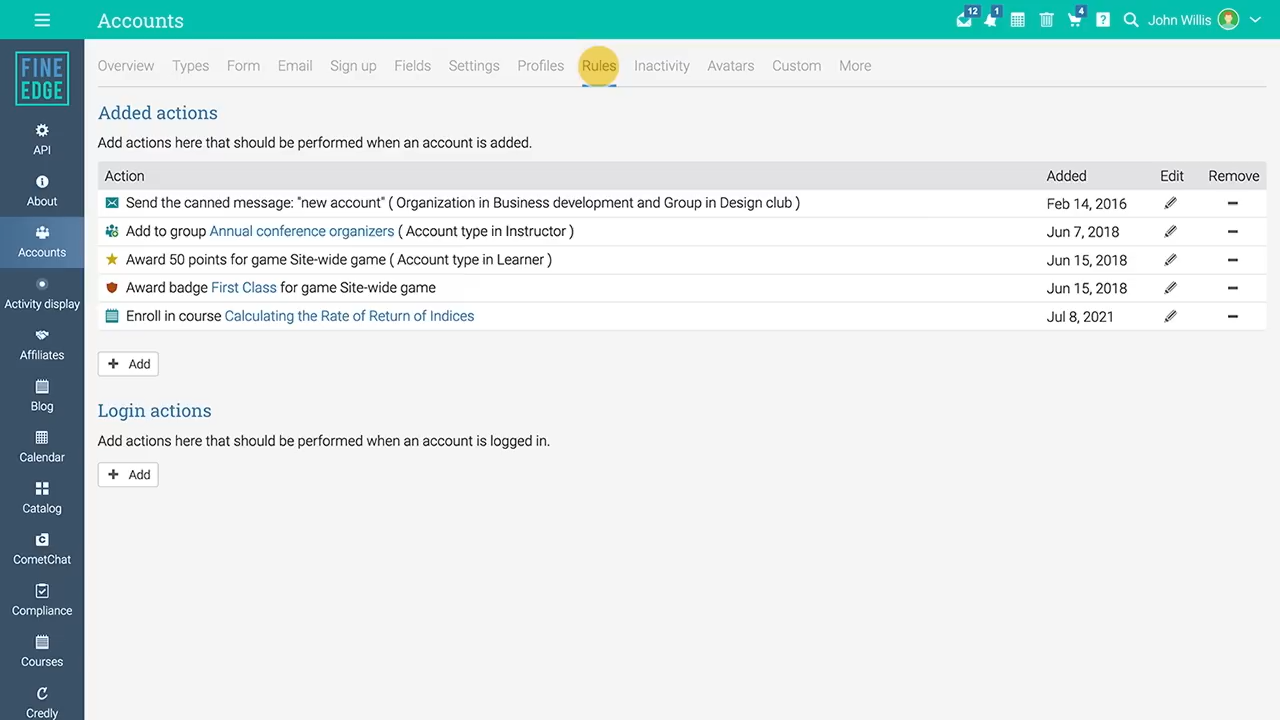 Accounts
12
1
4
?
John Willis
FINE
EDGE
API
About
Accounts
Activity display
Affiliates
Blog
Calendar
Catalog
CometChat
Compliance
Courses
Credly
Overview Types Form Email Sign up Fields Settings Profiles Rules Inactivity Avatars Custom More
Added actions
Add actions here that should be performed when an account is added.
Action Added Edit Remove
Send the canned message: "new account" ( Organization in Business development and Group in Design club ) Feb 14, 2016
Add to group Annual conference organizers ( Account type in Instructor ) Jun 7, 2018
Award 50 points for game Site-wide game ( Account type in Learner ) Jun 15, 2018
Award badge First Class for game Site-wide game Jun 15, 2018
Enroll in course Calculating the Rate of Return of Indices Jul 8, 2021
+ Add
Login actions
Add actions here that should be performed when an account is logged in.
+ Add